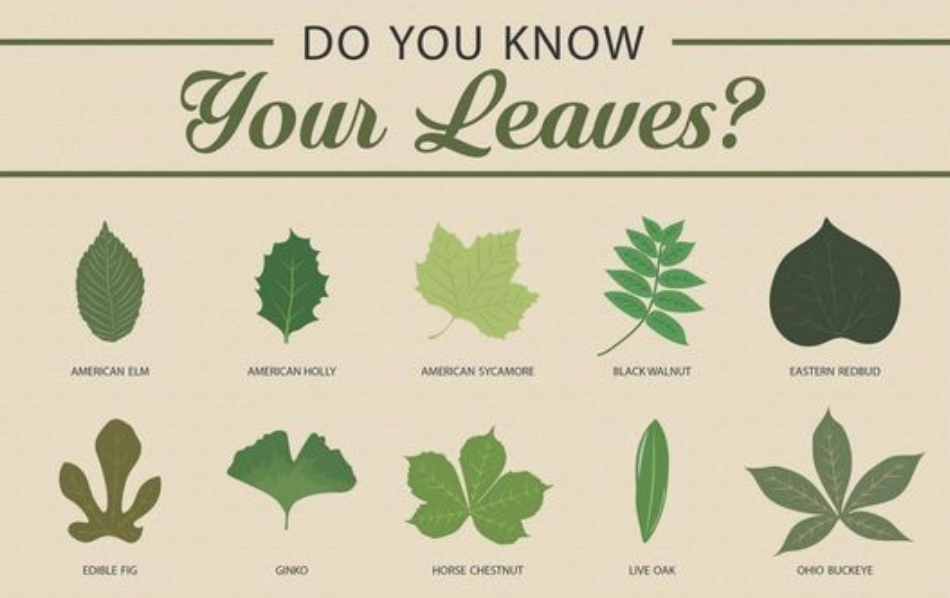 DO YOU KNOW
Your Leaves?
AMERICAN ELM
AMERICAN HOLLY
AMERICAN SYCAMORE
BLACK WALNUT
EASTERN REDBUD
EDIBLE FIG
GINKO
HORSE CHESTNUT
LIVE OAK
OHIO BUCKEYE